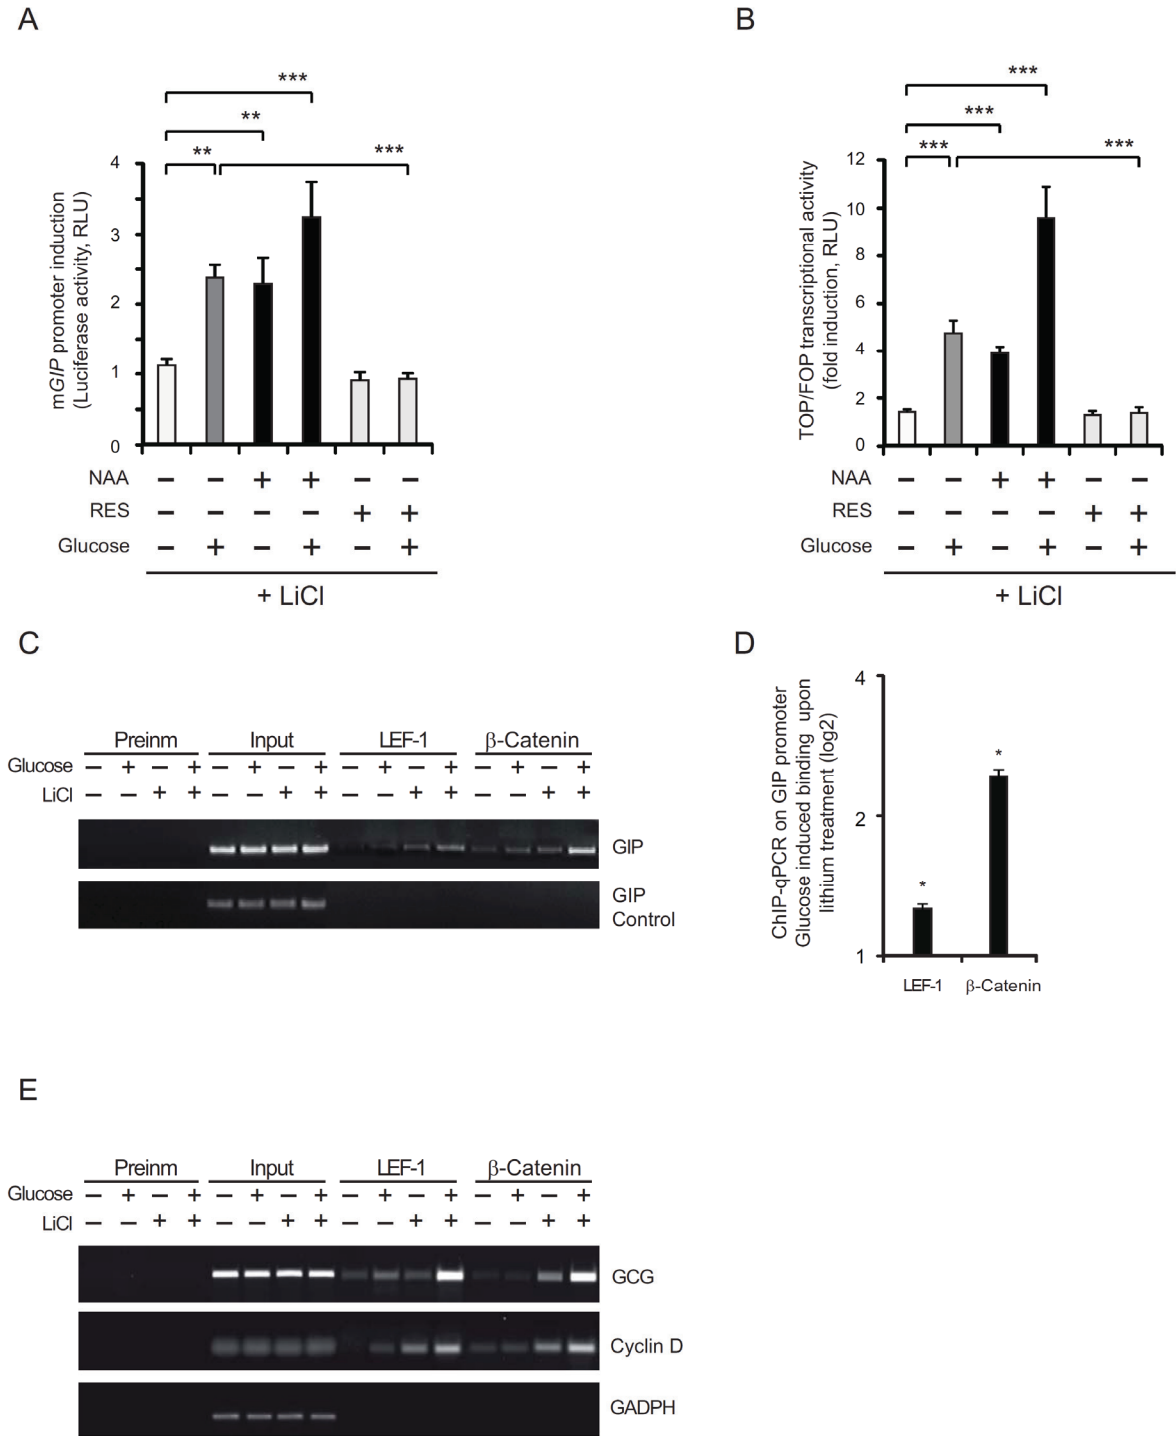 A
B
***
**
**
***
4
3
2
1
0
mGIP promoter induction
(Luciferase activity, RLU)
NAA – – + + – –
RES – – – – + +
Glucose – + – + – +
+ LiCl
***
***
***
***
12
10
8
6
4
2
0
TOP/FOP transcriptional activity
(fold induction, RLU)
NAA – – + + – –
RES – – – – + +
Glucose – + – + – +
+ LiCl
C
Preinm Input LEF-1 β-Catenin
Glucose – + – + – + – + – + – + – + – +
LiCl – – + + – – + + – – + + – – + +
GIP
GIP
Control
D
4
2
1
ChIP-qPCR on GIP promoter
Glucose induced binding upon
lithium treatment (log2)
*
*
LEF-1 β-Catenin
E
Preinm Input LEF-1 β-Catenin
Glucose – + – + – + – + – + – + – + – +
LiCl – – + + – – + + – – + + – – + +
GCG
Cyclin D
GADPH